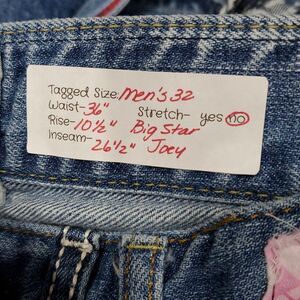 Tagged Size: Men's 32
Waist- 36" Stretch- yes no
Rise- 10½" Big Star
Inseam- 26½" Joey